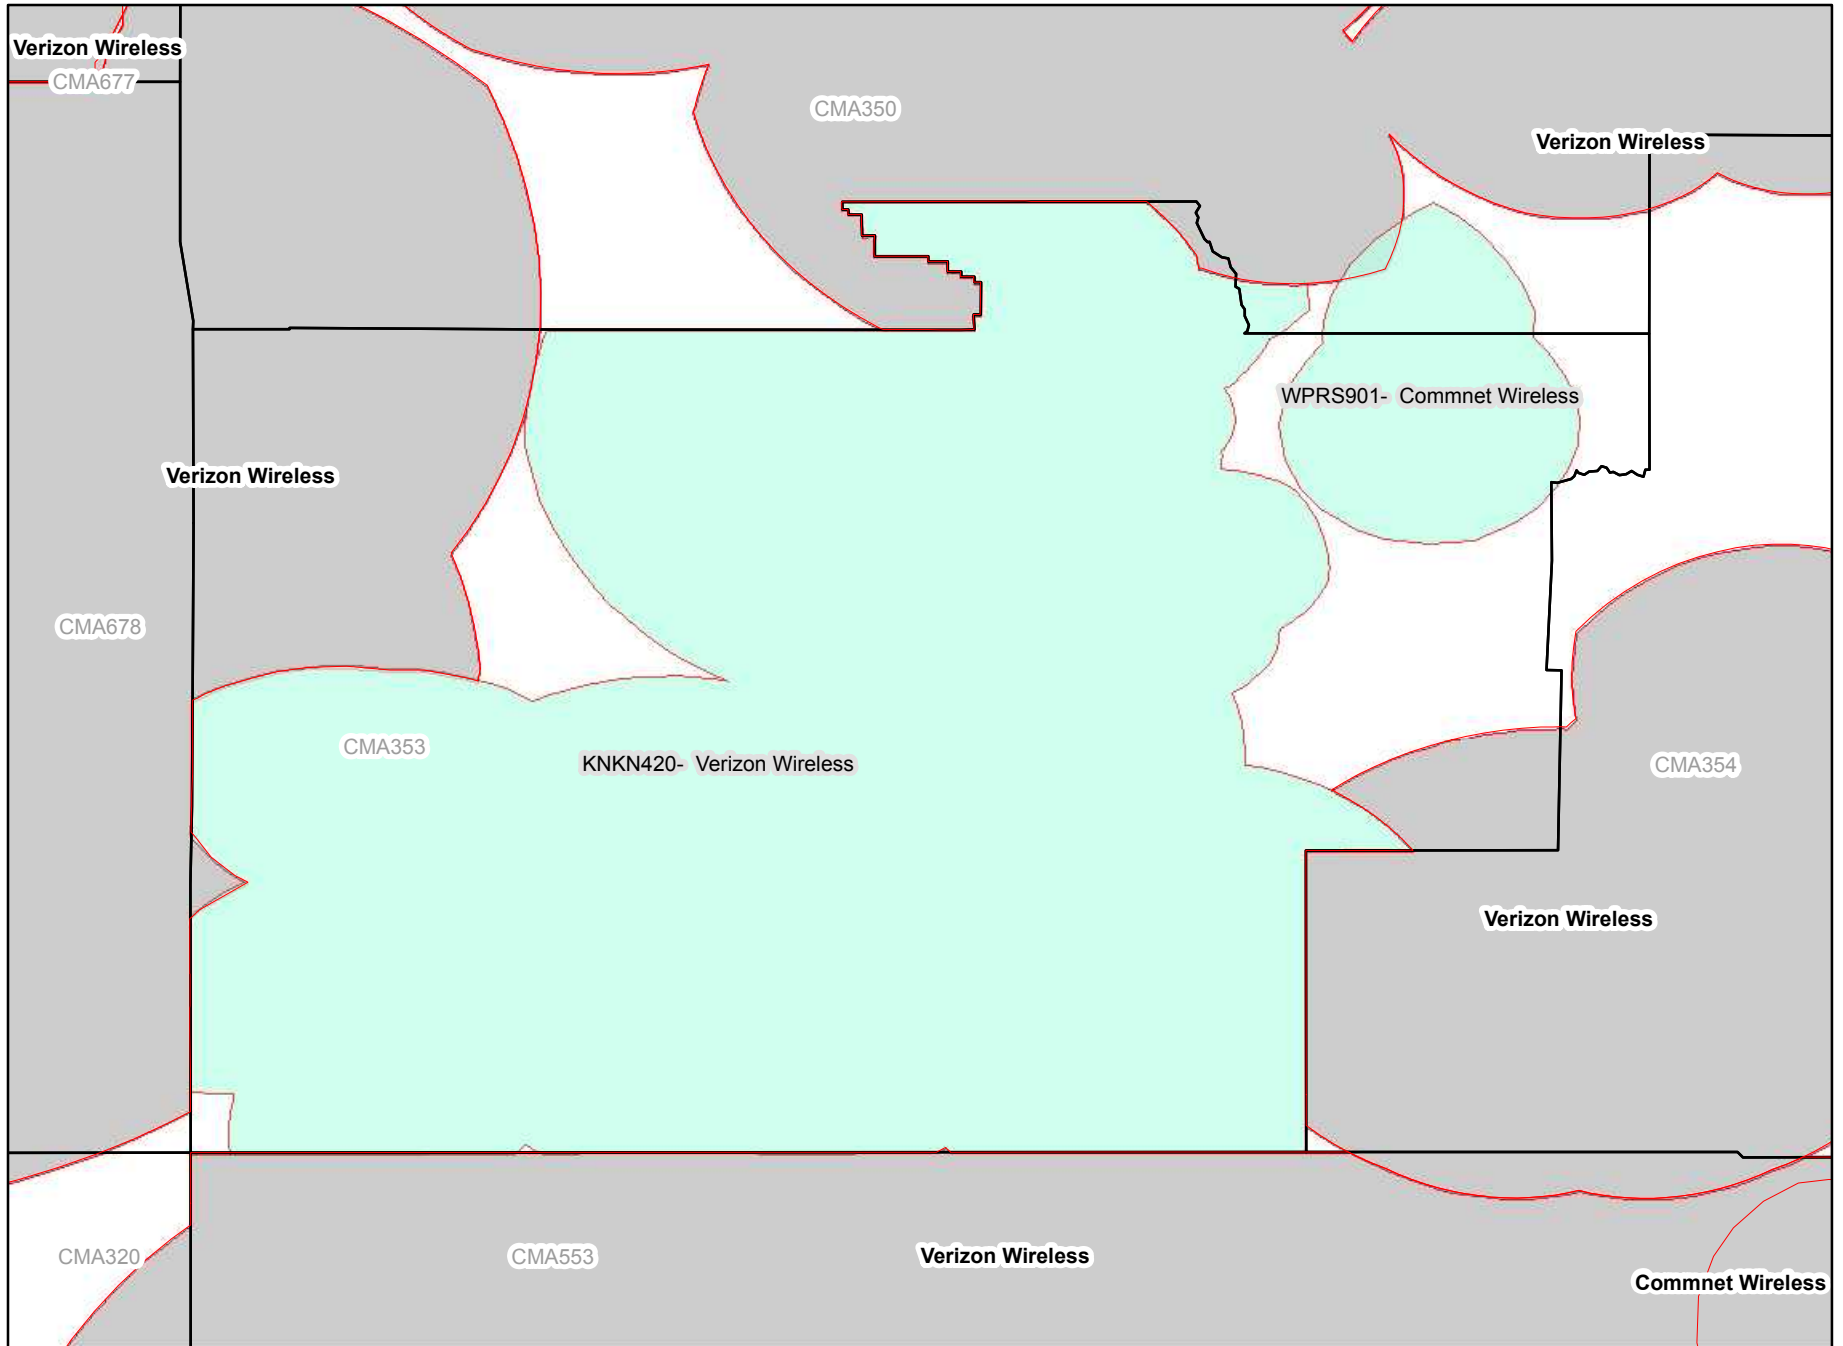 Verizon Wireless
CMA677
CMA350
Verizon Wireless
WPRS901-  Commnet Wireless
Verizon Wireless
CMA678
CMA353
KNKN420-  Verizon Wireless
CMA354
Verizon Wireless
CMA320
CMA553
Verizon Wireless
Commnet Wireless